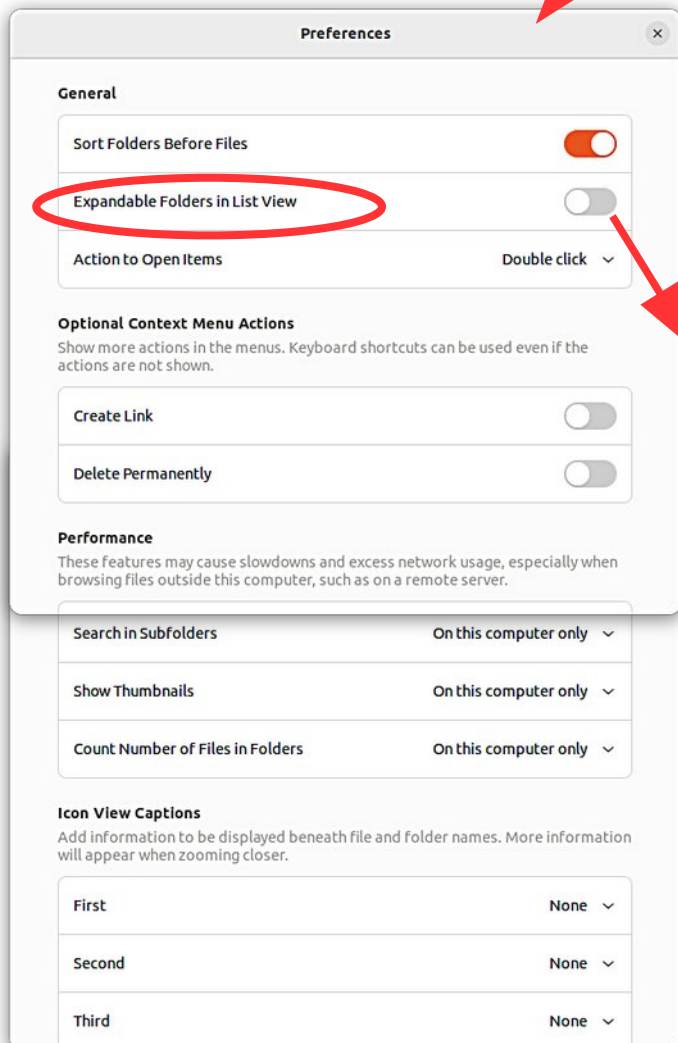 Preferences
General
Sort Folders Before Files
Expandable Folders in List View
Action to Open Items Double click
Optional Context Menu Actions
Show more actions in the menus. Keyboard shortcuts can be used even if the
actions are not shown.
Create Link
Delete Permanently
Performance
These features may cause slowdowns and excess network usage, especially when
browsing files outside this computer, such as on a remote server.
Search in Subfolders On this computer only
Show Thumbnails On this computer only
Count Number of Files in Folders On this computer only
Icon View Captions
Add information to be displayed beneath file and folder names. More information
will appear when zooming closer.
First None
Second None
Third None